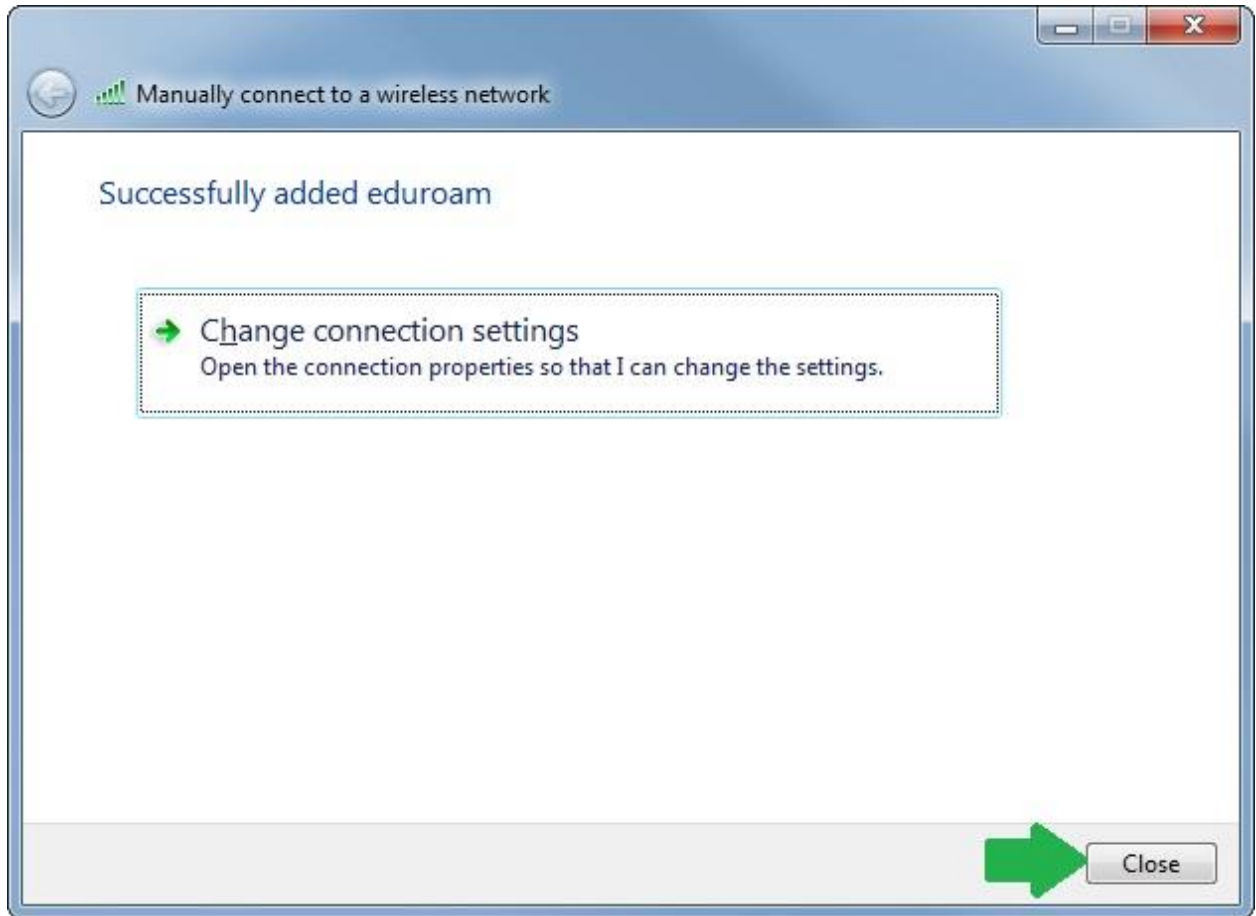 Manually connect to a wireless network
Successfully added eduroam
Change connection settings
Open the connection properties so that I can change the settings.
Close